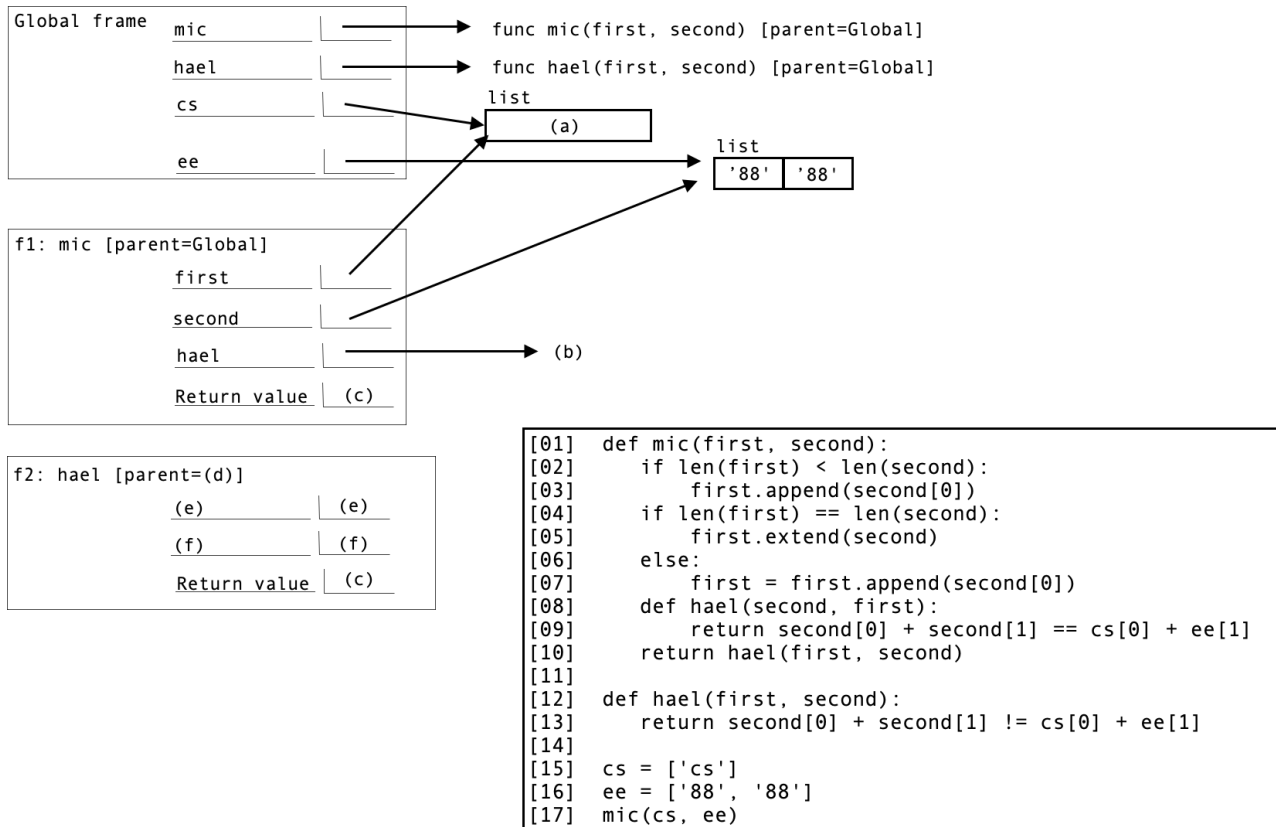 Global frame
mic
func mic(first, second) [parent=Global]
hael
func hael(first, second) [parent=Global]
cs
list
(a)
ee
list
'88' '88'
f1: mic [parent=Global]
first
second
hael
(b)
Return value (c)
f2: hael [parent=(d)]
(e) (e)
(f) (f)
Return value (c)
[01] def mic(first, second):
[02] if len(first) < len(second):
[03] first.append(second[0])
[04] if len(first) == len(second):
[05] first.extend(second)
[06] else:
[07] first = first.append(second[0])
[08] def hael(second, first):
[09] return second[0] + second[1] == cs[0] + ee[1]
[10] return hael(first, second)
[11]
[12] def hael(first, second):
[13] return second[0] + second[1] != cs[0] + ee[1]
[14]
[15] cs = ['cs']
[16] ee = ['88', '88']
[17] mic(cs, ee)